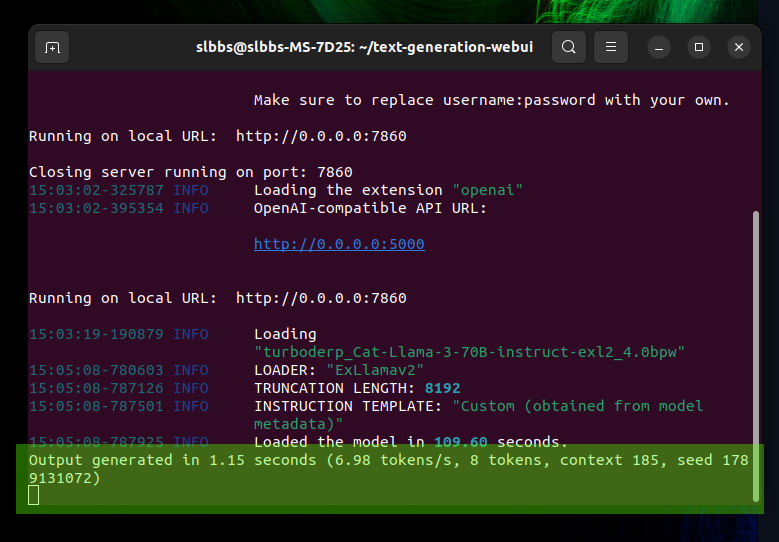 slbbs@slbbs-MS-7D25: ~/text-generation-webui
Make sure to replace username:password with your own.
Running on local URL:  http://0.0.0.0:7860
Closing server running on port: 7860
15:03:02-325787 INFO     Loading the extension "openai"
15:03:02-395354 INFO     OpenAI-compatible API URL:
http://0.0.0.0:5000
Running on local URL:  http://0.0.0.0:7860
15:03:19-190879 INFO     Loading
"turboderp_Cat-Llama-3-70B-instruct-exl2_4.0bpw"
15:05:08-780603 INFO     LOADER: "ExLlamav2"
15:05:08-787126 INFO     TRUNCATION LENGTH: 8192
15:05:08-787501 INFO     INSTRUCTION TEMPLATE: "Custom (obtained from model
metadata)"
15:05:08-787925 INFO     Loaded the model in 109.60 seconds.
Output generated in 1.15 seconds (6.98 tokens/s, 8 tokens, context 185, seed 178
9131072)